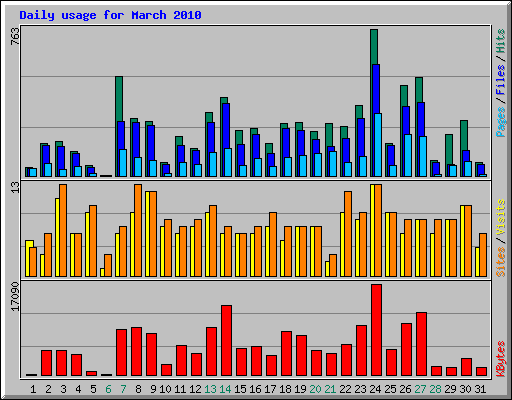 Daily usage for March 2010
763
Pages / Files / Hits
13
Sites / Visits
17090
KBytes
1 2 3 4 5 6 7 8 9 10 11 12 13 14 15 16 17 18 19 20 21 22 23 24 25 26 27 28 29 30 31